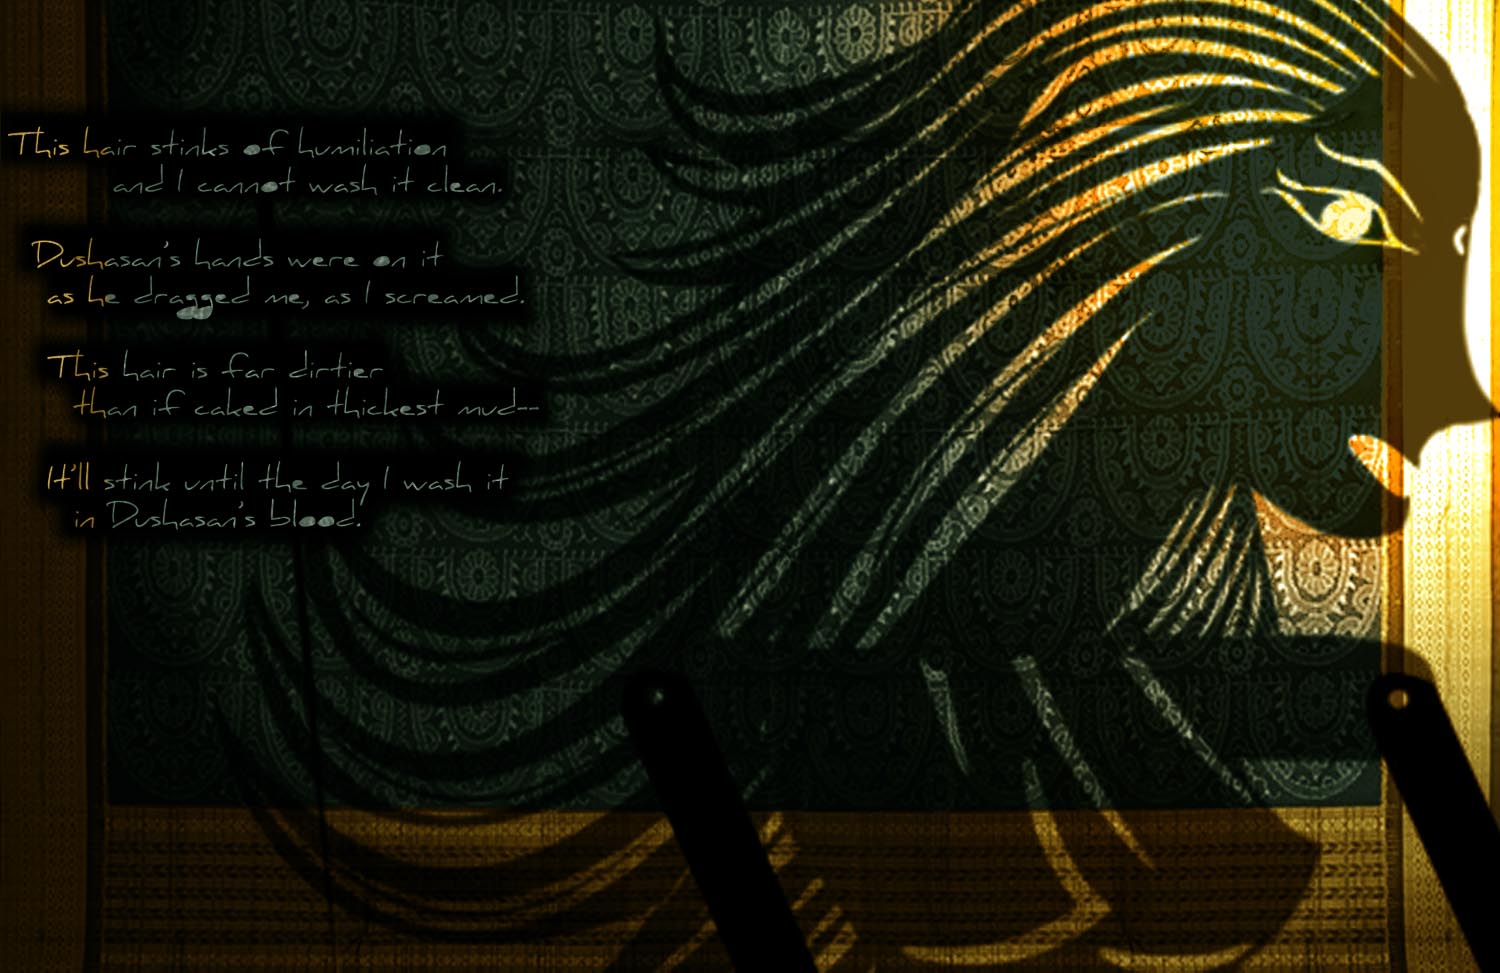 This hair stinks of humiliation
and I cannot wash it clean.
Dushasan's hands were on it
as he dragged me, as I screamed.
This hair is far dirtier
than if caked in thickest mud--
It'll stink until the day I wash it
in Dushasan's blood.